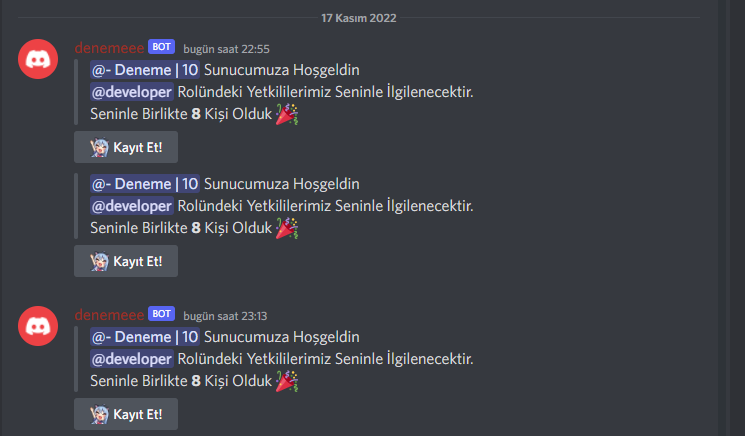 17 Kasım 2022
denemeee BOT bugün saat 22:55
@- Deneme | 10 Sunucumuza Hoşgeldin
@developer Rolündeki Yetkililerimiz Seninle İlgilenecektir.
Seninle Birlikte 8 Kişi Olduk
Kayıt Et!
@- Deneme | 10 Sunucumuza Hoşgeldin
@developer Rolündeki Yetkililerimiz Seninle İlgilenecektir.
Seninle Birlikte 8 Kişi Olduk
Kayıt Et!
denemeee BOT bugün saat 23:13
@- Deneme | 10 Sunucumuza Hoşgeldin
@developer Rolündeki Yetkililerimiz Seninle İlgilenecektir.
Seninle Birlikte 8 Kişi Olduk
Kayıt Et!